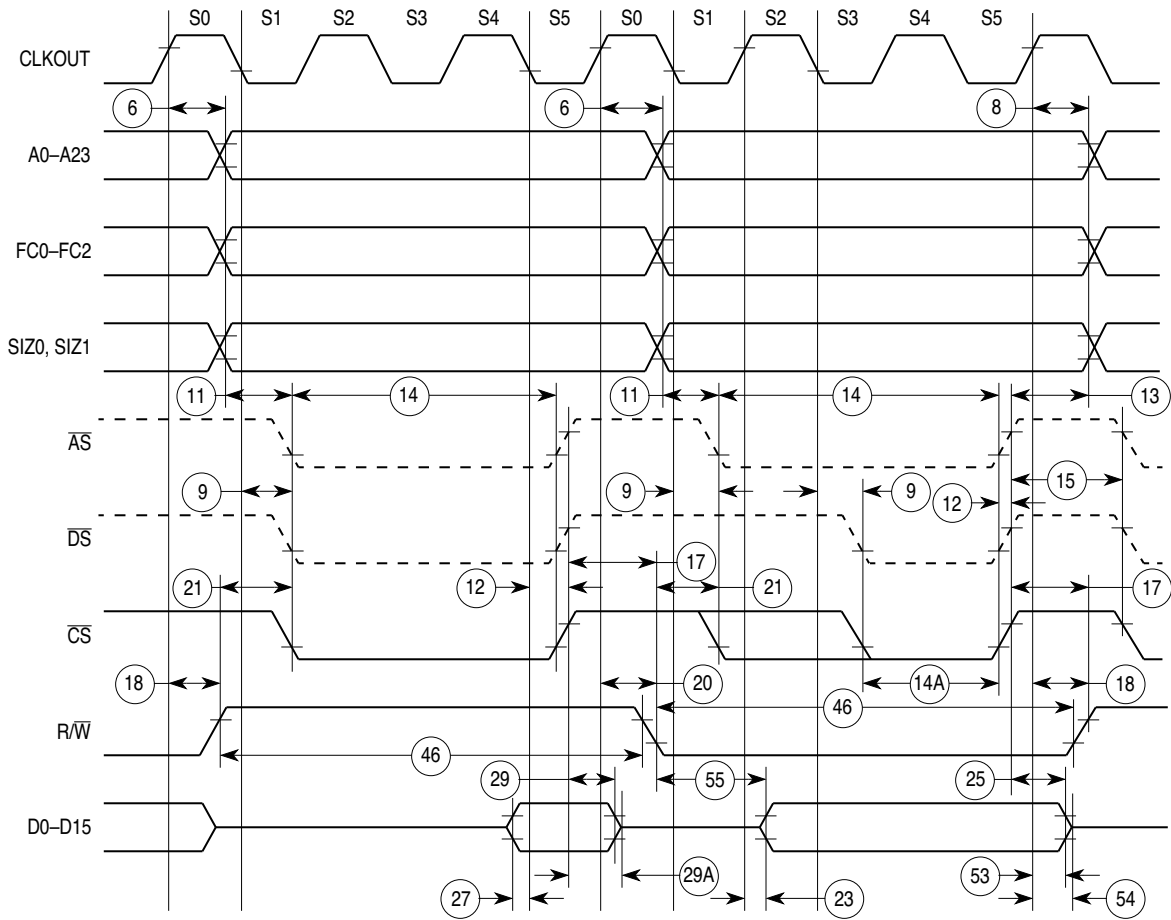 S0 S1 S2 S3 S4 S5 S0 S1 S2 S3 S4 S5
CLKOUT
6 6 8
A0–A23
FC0–FC2
SIZ0, SIZ1
11 14 11 14 13
AS
9 9 9 12 15
DS
21 12 17 21 17
CS
18 20 14A 18
R/W
46 46
29 55 25
D0–D15
27 29A 23 53 54